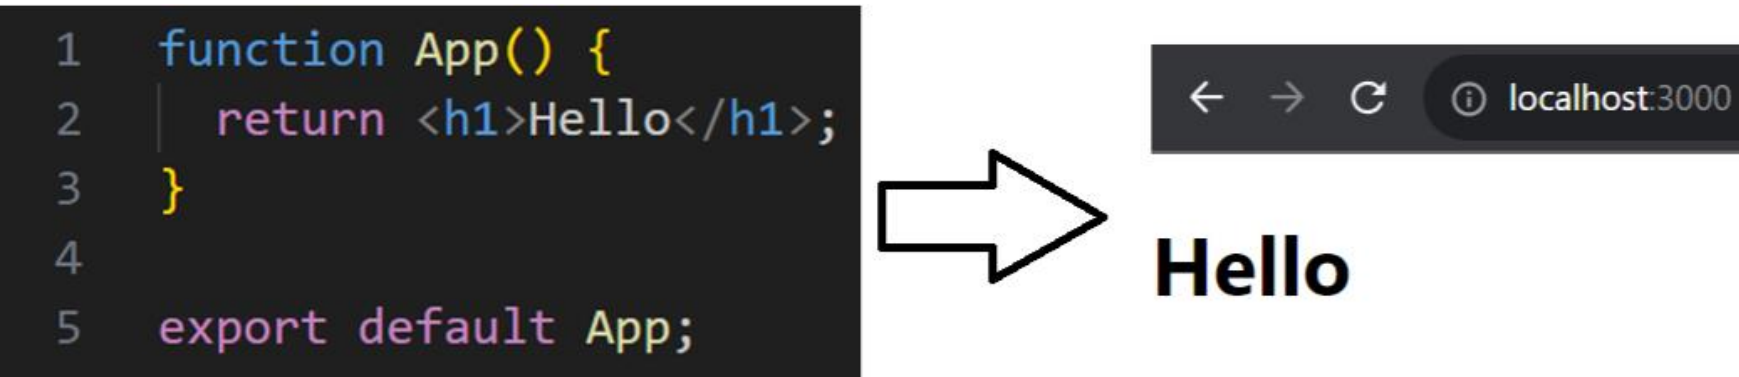 1 function App() {
2 return <h1>Hello</h1>;
3 }
4
5 export default App;
localhost:3000
Hello